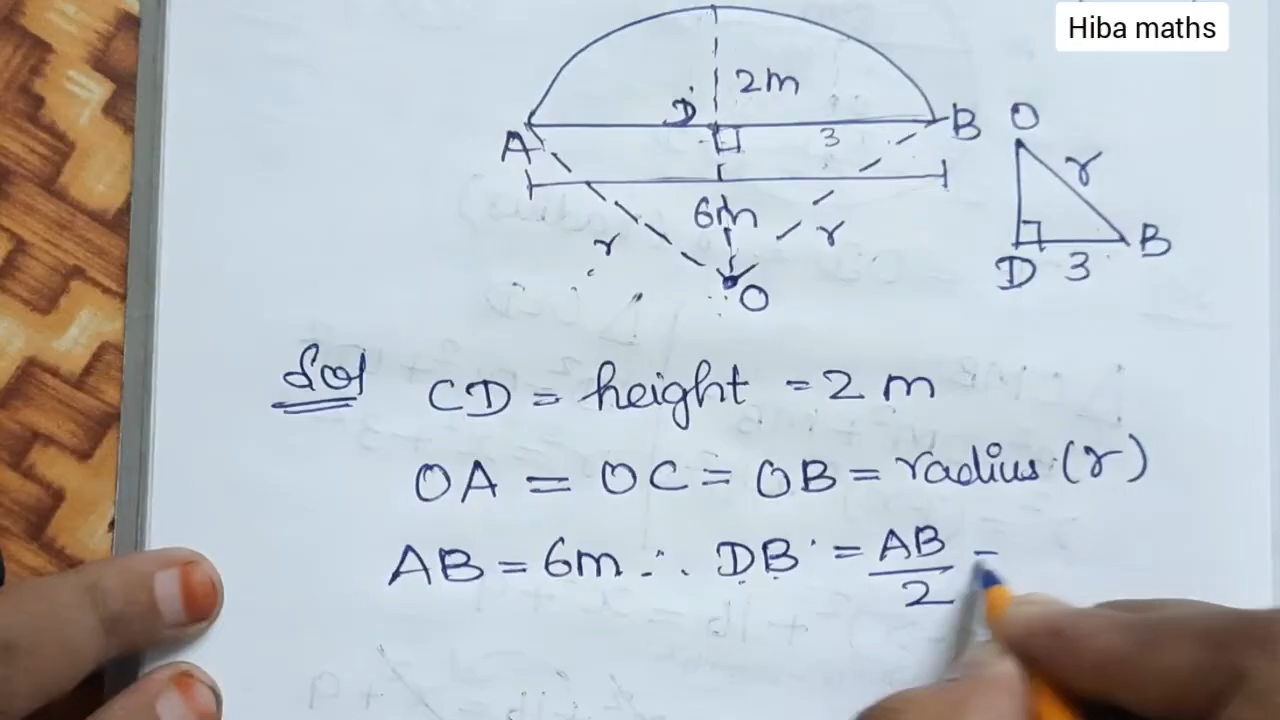 Hiba maths
2m
D
B
O
A
3
r
6m
r
r
B
O
D
3
Sol
CD = height = 2 m
OA = OC = OB = radius (r)
AB = 6m ∴ DB = AB/2 =